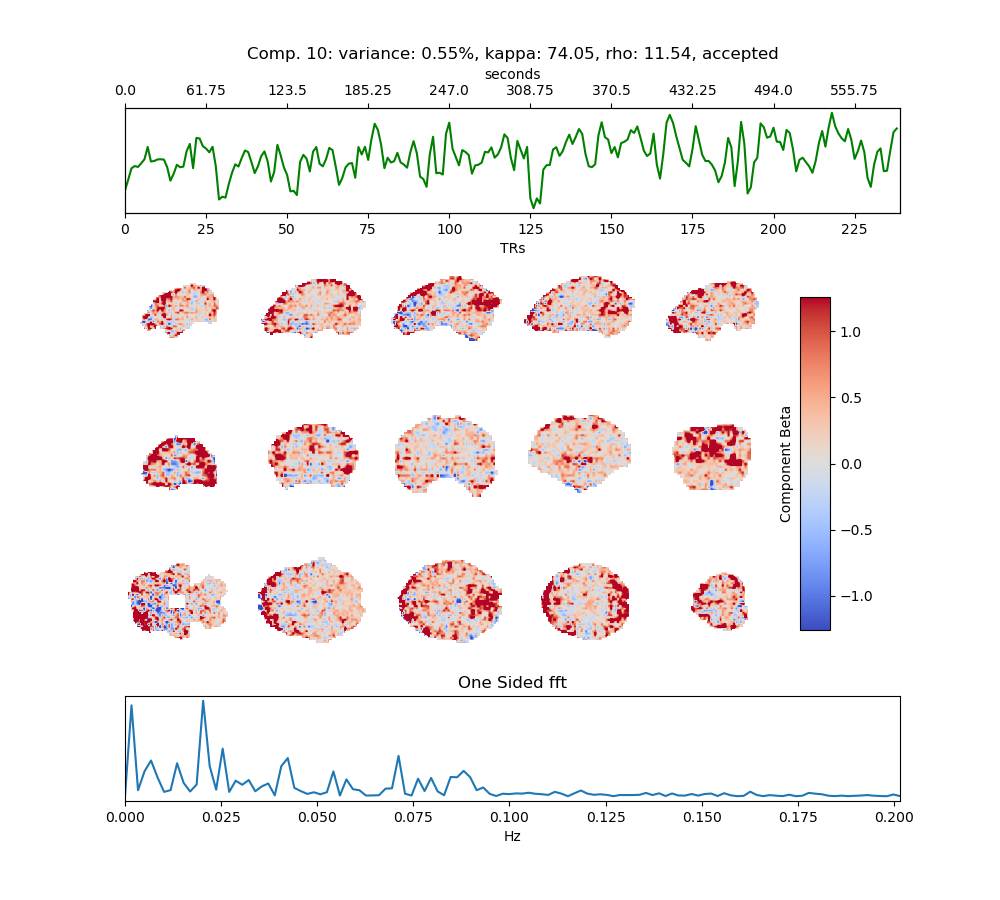 Comp. 10: variance: 0.55%, kappa: 74.05, rho: 11.54, accepted
seconds
0.0 61.75 123.5 185.25 247.0 308.75 370.5 432.25 494.0 555.75
0 25 50 75 100 125 150 175 200 225
TRs
1.0
0.5
0.0
−0.5
−1.0
Component Beta
One Sided fft
0.000 0.025 0.050 0.075 0.100 0.125 0.150 0.175 0.200
Hz